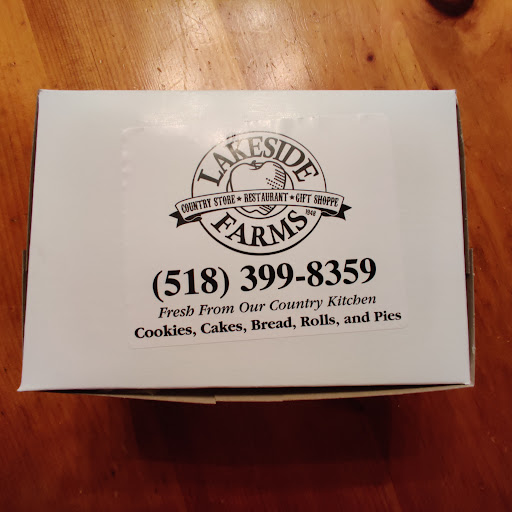 LAKESIDE
COUNTRY STORE ★ RESTAURANT ★ GIFT SHOPPE
FARMS 1948
(518) 399-8359
Fresh From Our Country Kitchen
Cookies, Cakes, Bread, Rolls, and Pies